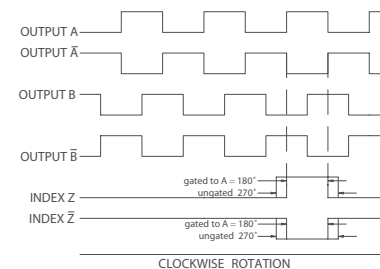 OUTPUT A
OUTPUT A̅
OUTPUT B
OUTPUT B̅
gated to A = 180°
ungated 270°
INDEX Z
INDEX Z̅
gated to A = 180°
ungated 270°
CLOCKWISE ROTATION